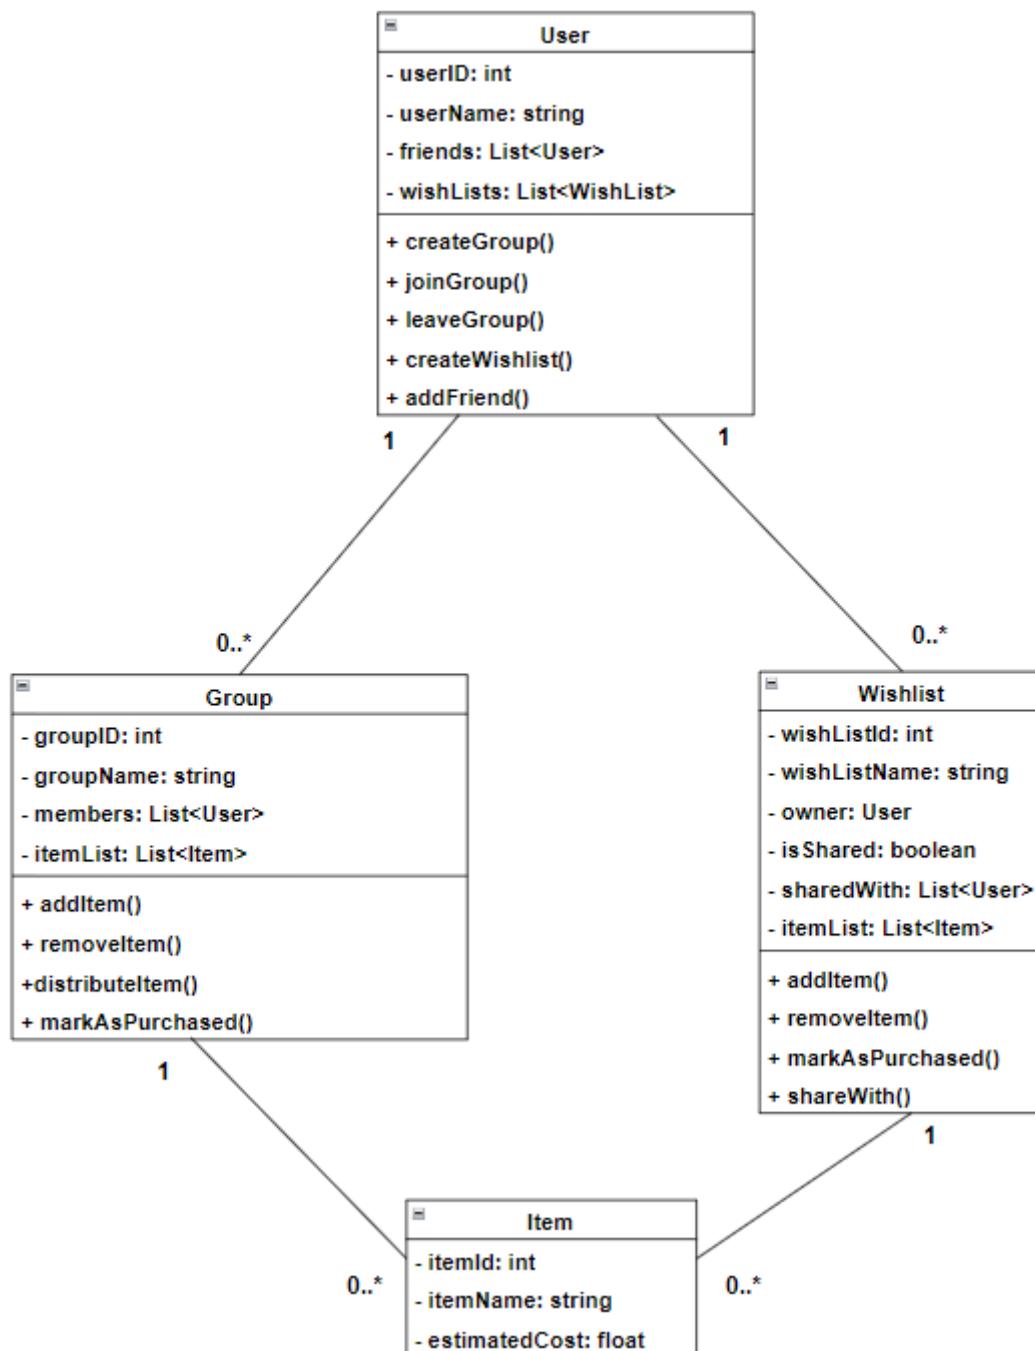 User
- userID: int
- userName: string
- friends: List<User>
- wishLists: List<WishList>
+ createGroup()
+ joinGroup()
+ leaveGroup()
+ createWishlist()
+ addFriend()
1
1
0..*
0..*
Group
- groupID: int
- groupName: string
- members: List<User>
- itemList: List<Item>
+ addItem()
+ removeItem()
+distributeItem()
+ markAsPurchased()
1
Wishlist
- wishListId: int
- wishListName: string
- owner: User
- isShared: boolean
- sharedWith: List<User>
- itemList: List<Item>
+ addItem()
+ removeItem()
+ markAsPurchased()
+ shareWith()
1
0..*
0..*
Item
- itemId: int
- itemName: string
- estimatedCost: float